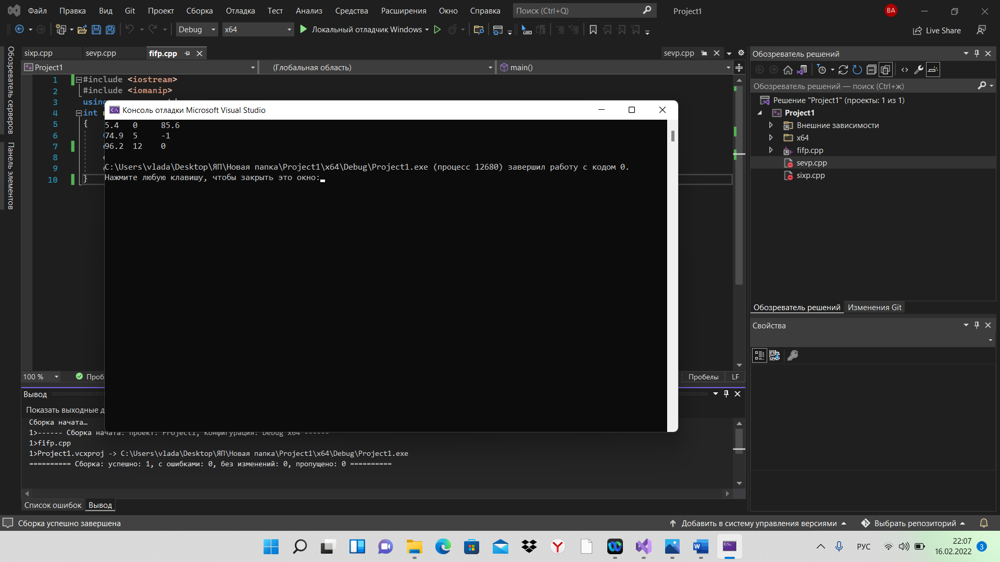 Файл Правка Вид Git Проект Сборка Отладка Тест Анализ Средства Расширения Окно Справка Поиск (Ctrl+Q) Project1 ВА
Debug x64 Локальный отладчик Windows Live Share
Обозреватель серверов
Панель элементов
sixp.cpp sevp.cpp fifp.cpp sevp.cpp
Project1 (Глобальная область) main()
1 #include <iostream>
2 #include <iomanip>
3 using
4 int
5 {
6
7
8
9
10 }
Консоль отладки Microsoft Visual Studio
5.4 0 85.6
74.9 5 -1
96.2 12 0
C:\Users\vlada\Desktop\ЯП\Новая папка\Project1\x64\Debug\Project1.exe (процесс 12680) завершил работу с кодом 0.
Нажмите любую клавишу, чтобы закрыть это окно:
100 % Пробелы LF
Вывод
Показать выходные
Сборка начата…
1>------ Сборка начата: проект: Project1, Конфигурация: Debug x64 ------
1>fifp.cpp
1>Project1.vcxproj -> C:\Users\vlada\Desktop\ЯП\Новая папка\Project1\x64\Debug\Project1.exe
========== Сборка: успешно: 1, с ошибками: 0, без изменений: 0, пропущено: 0 ==========
Список ошибок Вывод
Обозреватель решений
Обозреватель решений — поиск (Ctrl+ж)
Решение "Project1" (проекты: 1 из 1)
Project1
Внешние зависимости
x64
fifp.cpp
sevp.cpp
sixp.cpp
Обозреватель решений Изменения Git
Свойства
Сборка успешно завершена Добавить в систему управления версиями Выбрать репозиторий
РУС 22:07
16.02.2022 3